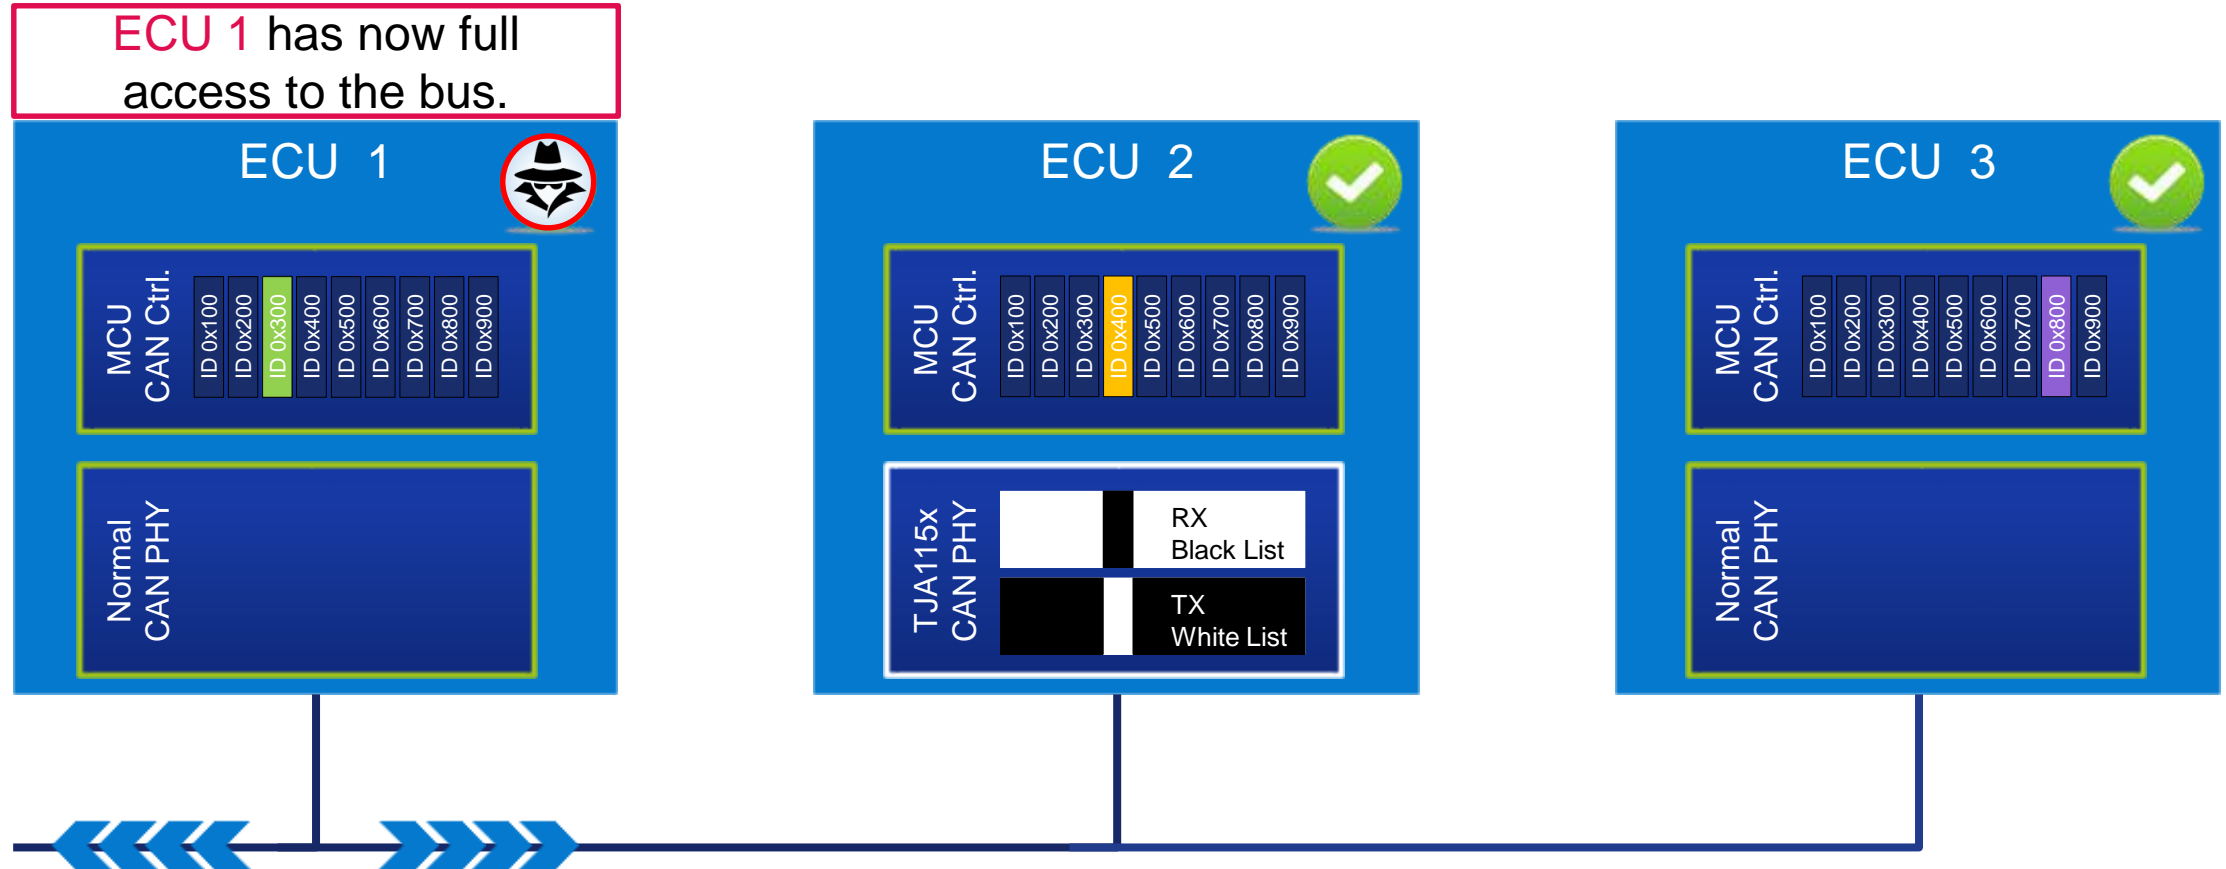 ECU 1 has now full
access to the bus.
ECU 1
MCU
CAN Ctrl.
ID 0x100
ID 0x200
ID 0x300
ID 0x400
ID 0x500
ID 0x600
ID 0x700
ID 0x800
ID 0x900
Normal
CAN PHY
ECU 2
MCU
CAN Ctrl.
ID 0x100
ID 0x200
ID 0x300
ID 0x400
ID 0x500
ID 0x600
ID 0x700
ID 0x800
ID 0x900
TJA115x
CAN PHY
RX
Black List
TX
White List
ECU 3
MCU
CAN Ctrl.
ID 0x100
ID 0x200
ID 0x300
ID 0x400
ID 0x500
ID 0x600
ID 0x700
ID 0x800
ID 0x900
Normal
CAN PHY